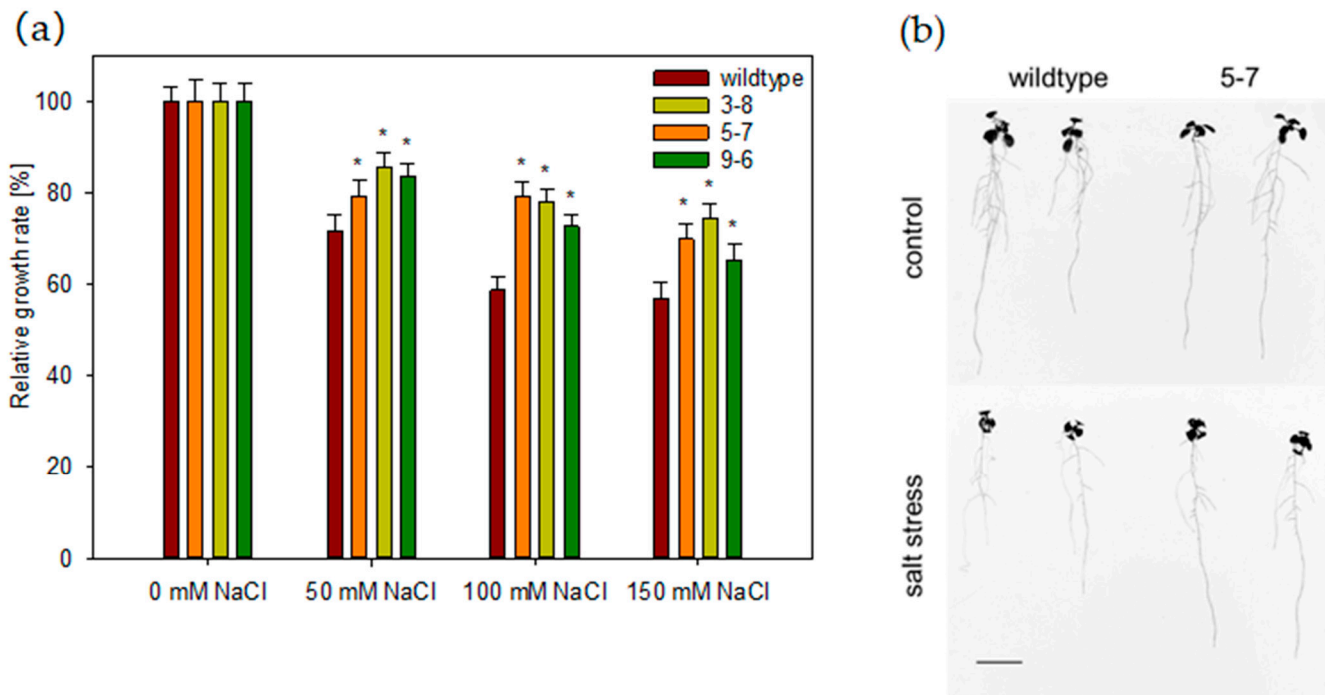 (a)
Relative growth rate [%]
100
80
60
40
20
0
wildtype
3-8
5-7
9-6
* * *
* * *
* * *
0 mM NaCl 50 mM NaCl 100 mM NaCl 150 mM NaCl
(b)
wildtype 5-7
control
salt stress